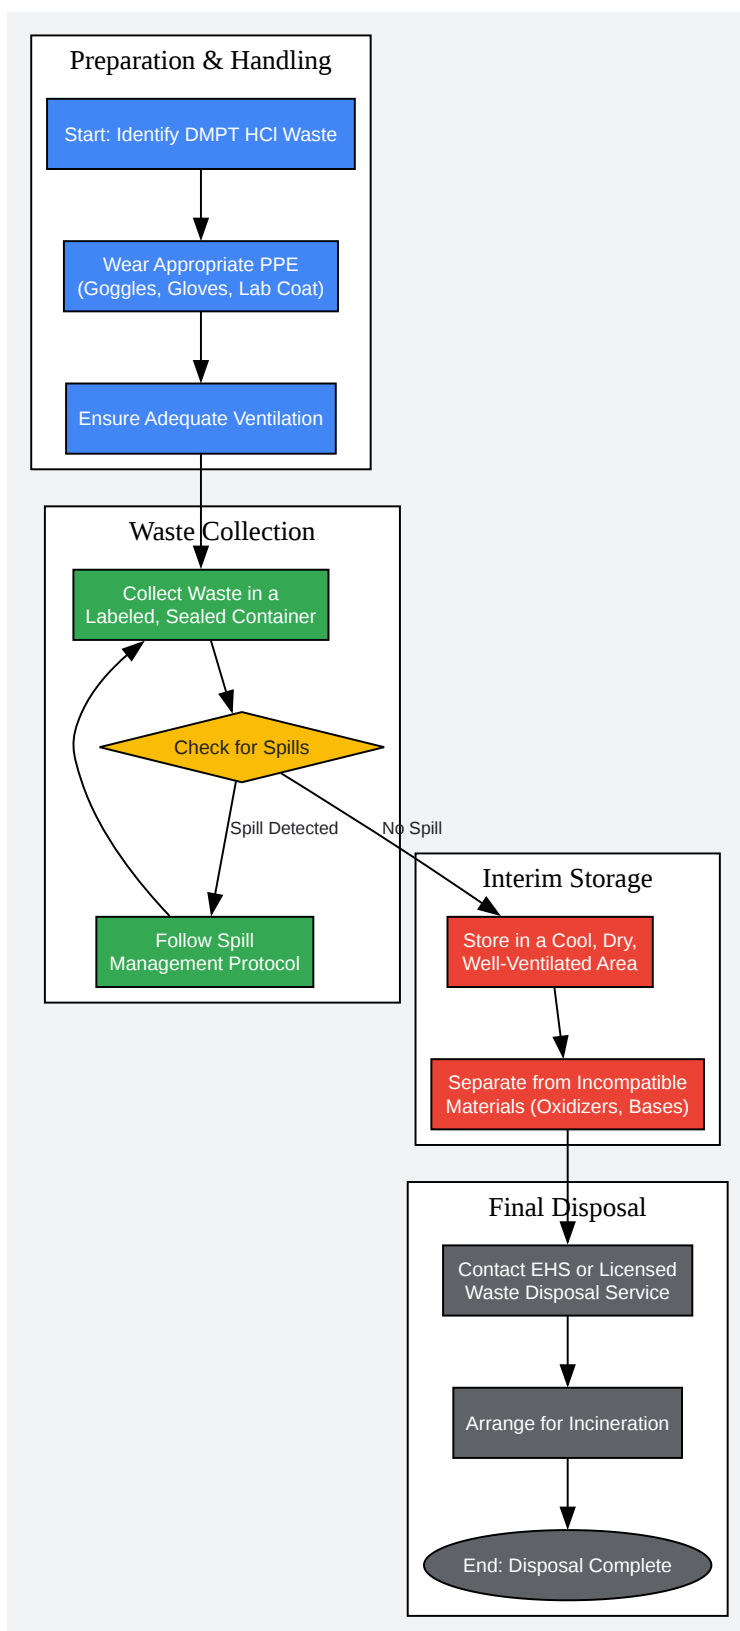 Preparation & Handling
Start: Identify DMPT HCl Waste
Wear Appropriate PPE
(Goggles, Gloves, Lab Coat)
Ensure Adequate Ventilation
Waste Collection
Collect Waste in a
Labeled, Sealed Container
Check for Spills
Spill Detected
No Spill
Follow Spill
Management Protocol
Interim Storage
Store in a Cool, Dry,
Well-Ventilated Area
Separate from Incompatible
Materials (Oxidizers, Bases)
Final Disposal
Contact EHS or Licensed
Waste Disposal Service
Arrange for Incineration
End: Disposal Complete